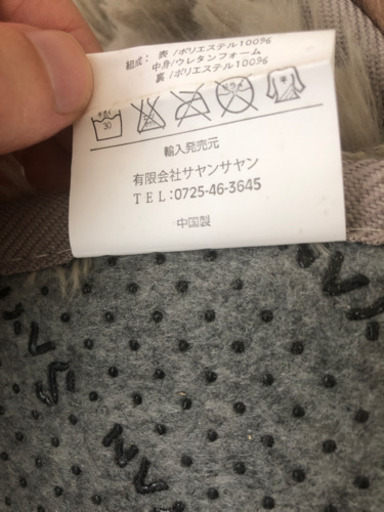 組成: 表/ポリエステル100%
中身/ウレタンフォーム
裏/ポリエステル100%
30
輸入発売元
有限会社サヤンサヤン
TEL:0725-46-3645
中国製